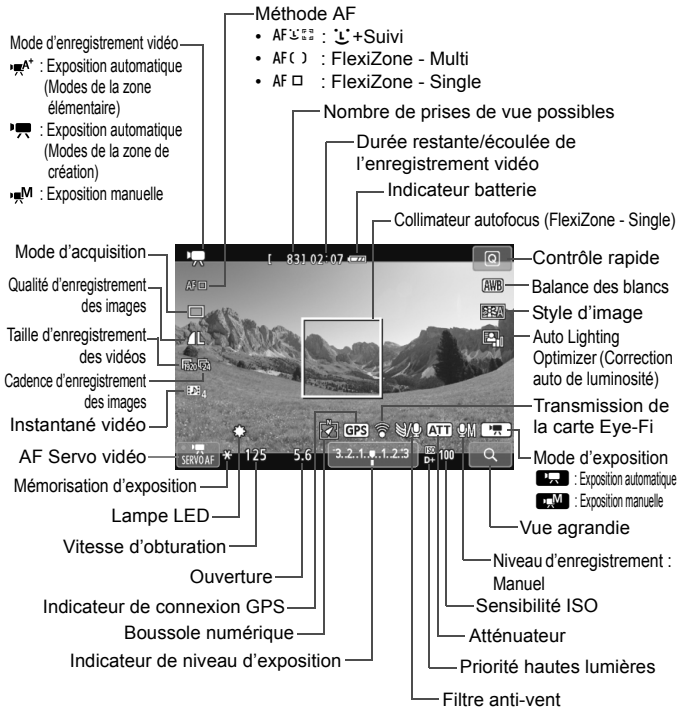 Méthode AF
• AF : +Suivi
• AF( ) : FlexiZone - Multi
• AF □ : FlexiZone - Single
Mode d'enregistrement vidéo
A+ : Exposition automatique
(Modes de la zone
élémentaire)
: Exposition automatique
(Modes de la zone de
création)
M : Exposition manuelle
Nombre de prises de vue possibles
Durée restante/écoulée de
l'enregistrement vidéo
Indicateur batterie
Collimateur autofocus (FlexiZone - Single)
Mode d'acquisition
Qualité d'enregistrement
des images
Taille d'enregistrement
des vidéos
Cadence d'enregistrement
des images
Instantané vidéo
AF Servo vidéo
Mémorisation d'exposition
Lampe LED
Vitesse d'obturation
Ouverture
Indicateur de connexion GPS
Boussole numérique
Indicateur de niveau d'exposition
[ 83] 02:07
Q
AF □
AWB
A
L
1920 24
4
GPS ATT M
SERVO AF
* 125 5.6 -3..2..1..0..1..2.:3 ISO D+ 100
Contrôle rapide
Balance des blancs
Style d'image
Auto Lighting
Optimizer (Correction
auto de luminosité)
Transmission de
la carte Eye-Fi
Mode d'exposition
: Exposition automatique
M : Exposition manuelle
Vue agrandie
Niveau d'enregistrement :
Manuel
Sensibilité ISO
Atténuateur
Priorité hautes lumières
Filtre anti-vent